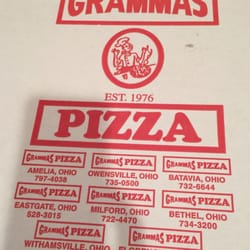 GRAMMAS
EST. 1976
PIZZA
GRAMMAS PIZZA
AMELIA, OHIO
797-4038
GRAMMAS PIZZA
OWENSVILLE, OHIO
735-0500
GRAMMAS PIZZA
BATAVIA, OHIO
732-6644
GRAMMAS PIZZA
EASTGATE, OHIO
528-3015
GRAMMAS PIZZA
MILFORD, OHIO
722-4470
GRAMMAS PIZZA
BETHEL, OHIO
734-3200
GRAMMAS PIZZA
WITHAMSVILLE, OHIO
GRAMMAS PIZZA